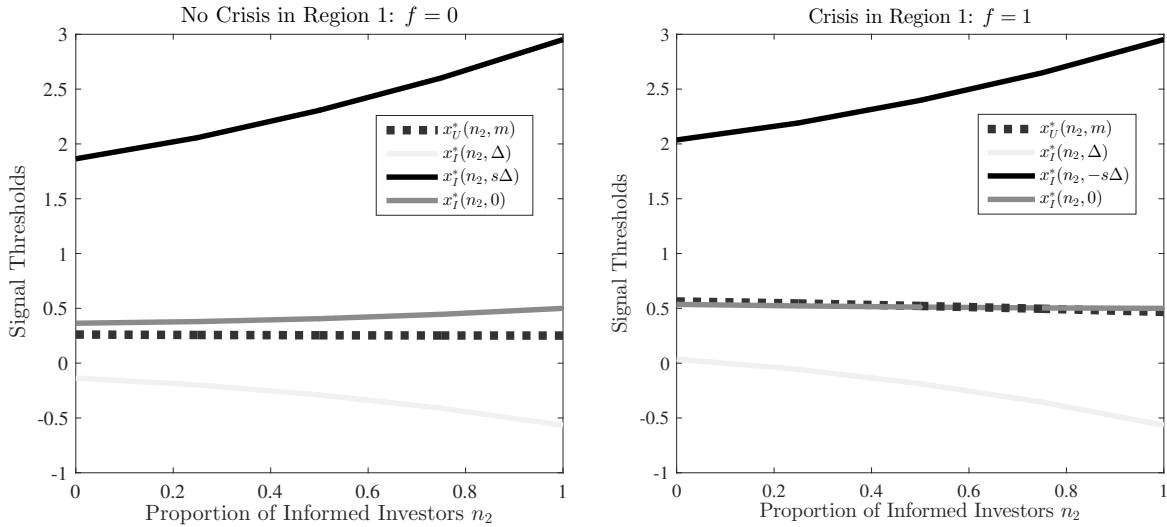 No Crisis in Region 1: f = 0
3
2.5
2
1.5
1
0.5
0
-0.5
-1
Signal Thresholds
x*_U(n_2, m)
x*_I(n_2, Δ)
x*_I(n_2, sΔ)
x*_I(n_2, 0)
0 0.2 0.4 0.6 0.8 1
Proportion of Informed Investors n_2
Crisis in Region 1: f = 1
3
2.5
2
1.5
1
0.5
0
-0.5
-1
Signal Thresholds
x*_U(n_2, m)
x*_I(n_2, Δ)
x*_I(n_2, -sΔ)
x*_I(n_2, 0)
0 0.2 0.4 0.6 0.8 1
Proportion of Informed Investors n_2